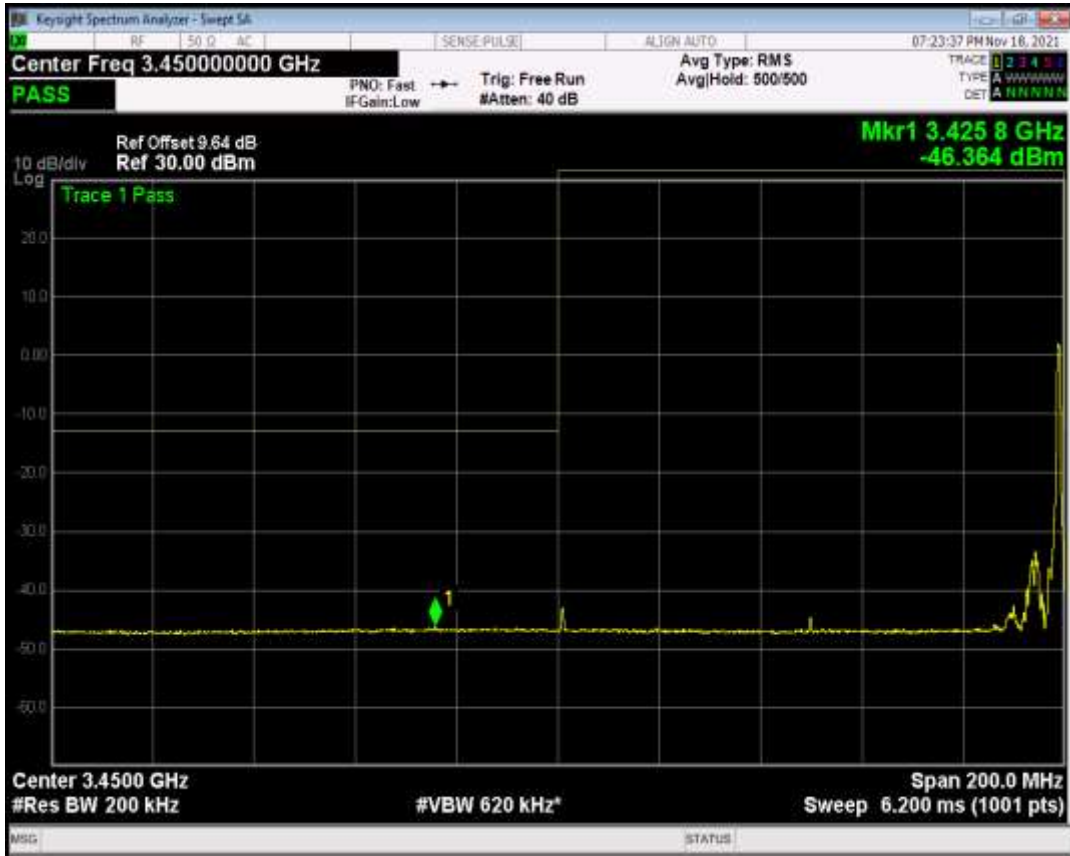 Keysight Spectrum Analyzer - Swept SA
RF 50 Ω AC SENSE:PULSE ALIGN AUTO 07:23:37 PM Nov 18, 2021
Center Freq 3.450000000 GHz
PASS
PNO: Fast
IFGain:Low
Trig: Free Run
#Atten: 40 dB
Avg Type: RMS
Avg|Hold: 500/500
TRACE 1 2 3 4 5 6
TYPE A WWWWW
DET A N N N N N
Mkr1 3.425 8 GHz
-46.364 dBm
Ref Offset 9.64 dB
10 dB/div Ref 30.00 dBm
Log
Trace 1 Pass
20.0
10.0
0.00
-10.0
-20.0
-30.0
-40.0
1
-50.0
-60.0
Center 3.4500 GHz Span 200.0 MHz
#Res BW 200 kHz #VBW 620 kHz* Sweep 6.200 ms (1001 pts)
MSG STATUS